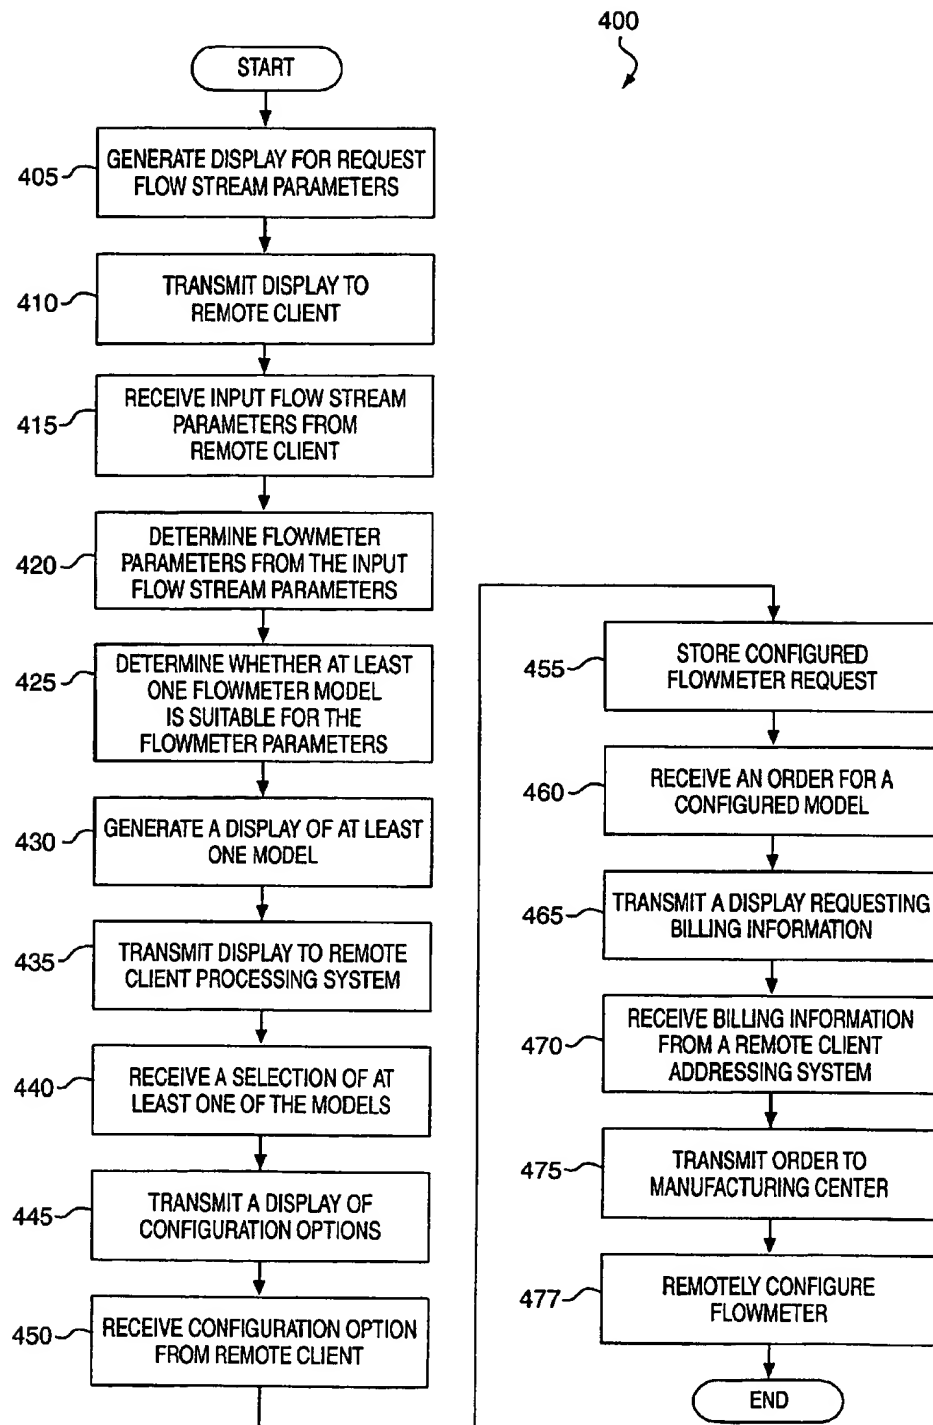 400
START
405
GENERATE DISPLAY FOR REQUEST
FLOW STREAM PARAMETERS
410
TRANSMIT DISPLAY TO
REMOTE CLIENT
415
RECEIVE INPUT FLOW STREAM
PARAMETERS FROM
REMOTE CLIENT
420
DETERMINE FLOWMETER
PARAMETERS FROM THE INPUT
FLOW STREAM PARAMETERS
425
DETERMINE WHETHER AT LEAST
ONE FLOWMETER MODEL
IS SUITABLE FOR THE
FLOWMETER PARAMETERS
430
GENERATE A DISPLAY OF AT LEAST
ONE MODEL
435
TRANSMIT DISPLAY TO REMOTE
CLIENT PROCESSING SYSTEM
440
RECEIVE A SELECTION OF AT
LEAST ONE OF THE MODELS
445
TRANSMIT A DISPLAY OF
CONFIGURATION OPTIONS
450
RECEIVE CONFIGURATION OPTION
FROM REMOTE CLIENT
455
STORE CONFIGURED
FLOWMETER REQUEST
460
RECEIVE AN ORDER FOR A
CONFIGURED MODEL
465
TRANSMIT A DISPLAY REQUESTING
BILLING INFORMATION
470
RECEIVE BILLING INFORMATION
FROM A REMOTE CLIENT
ADDRESSING SYSTEM
475
TRANSMIT ORDER TO
MANUFACTURING CENTER
477
REMOTELY CONFIGURE
FLOWMETER
END